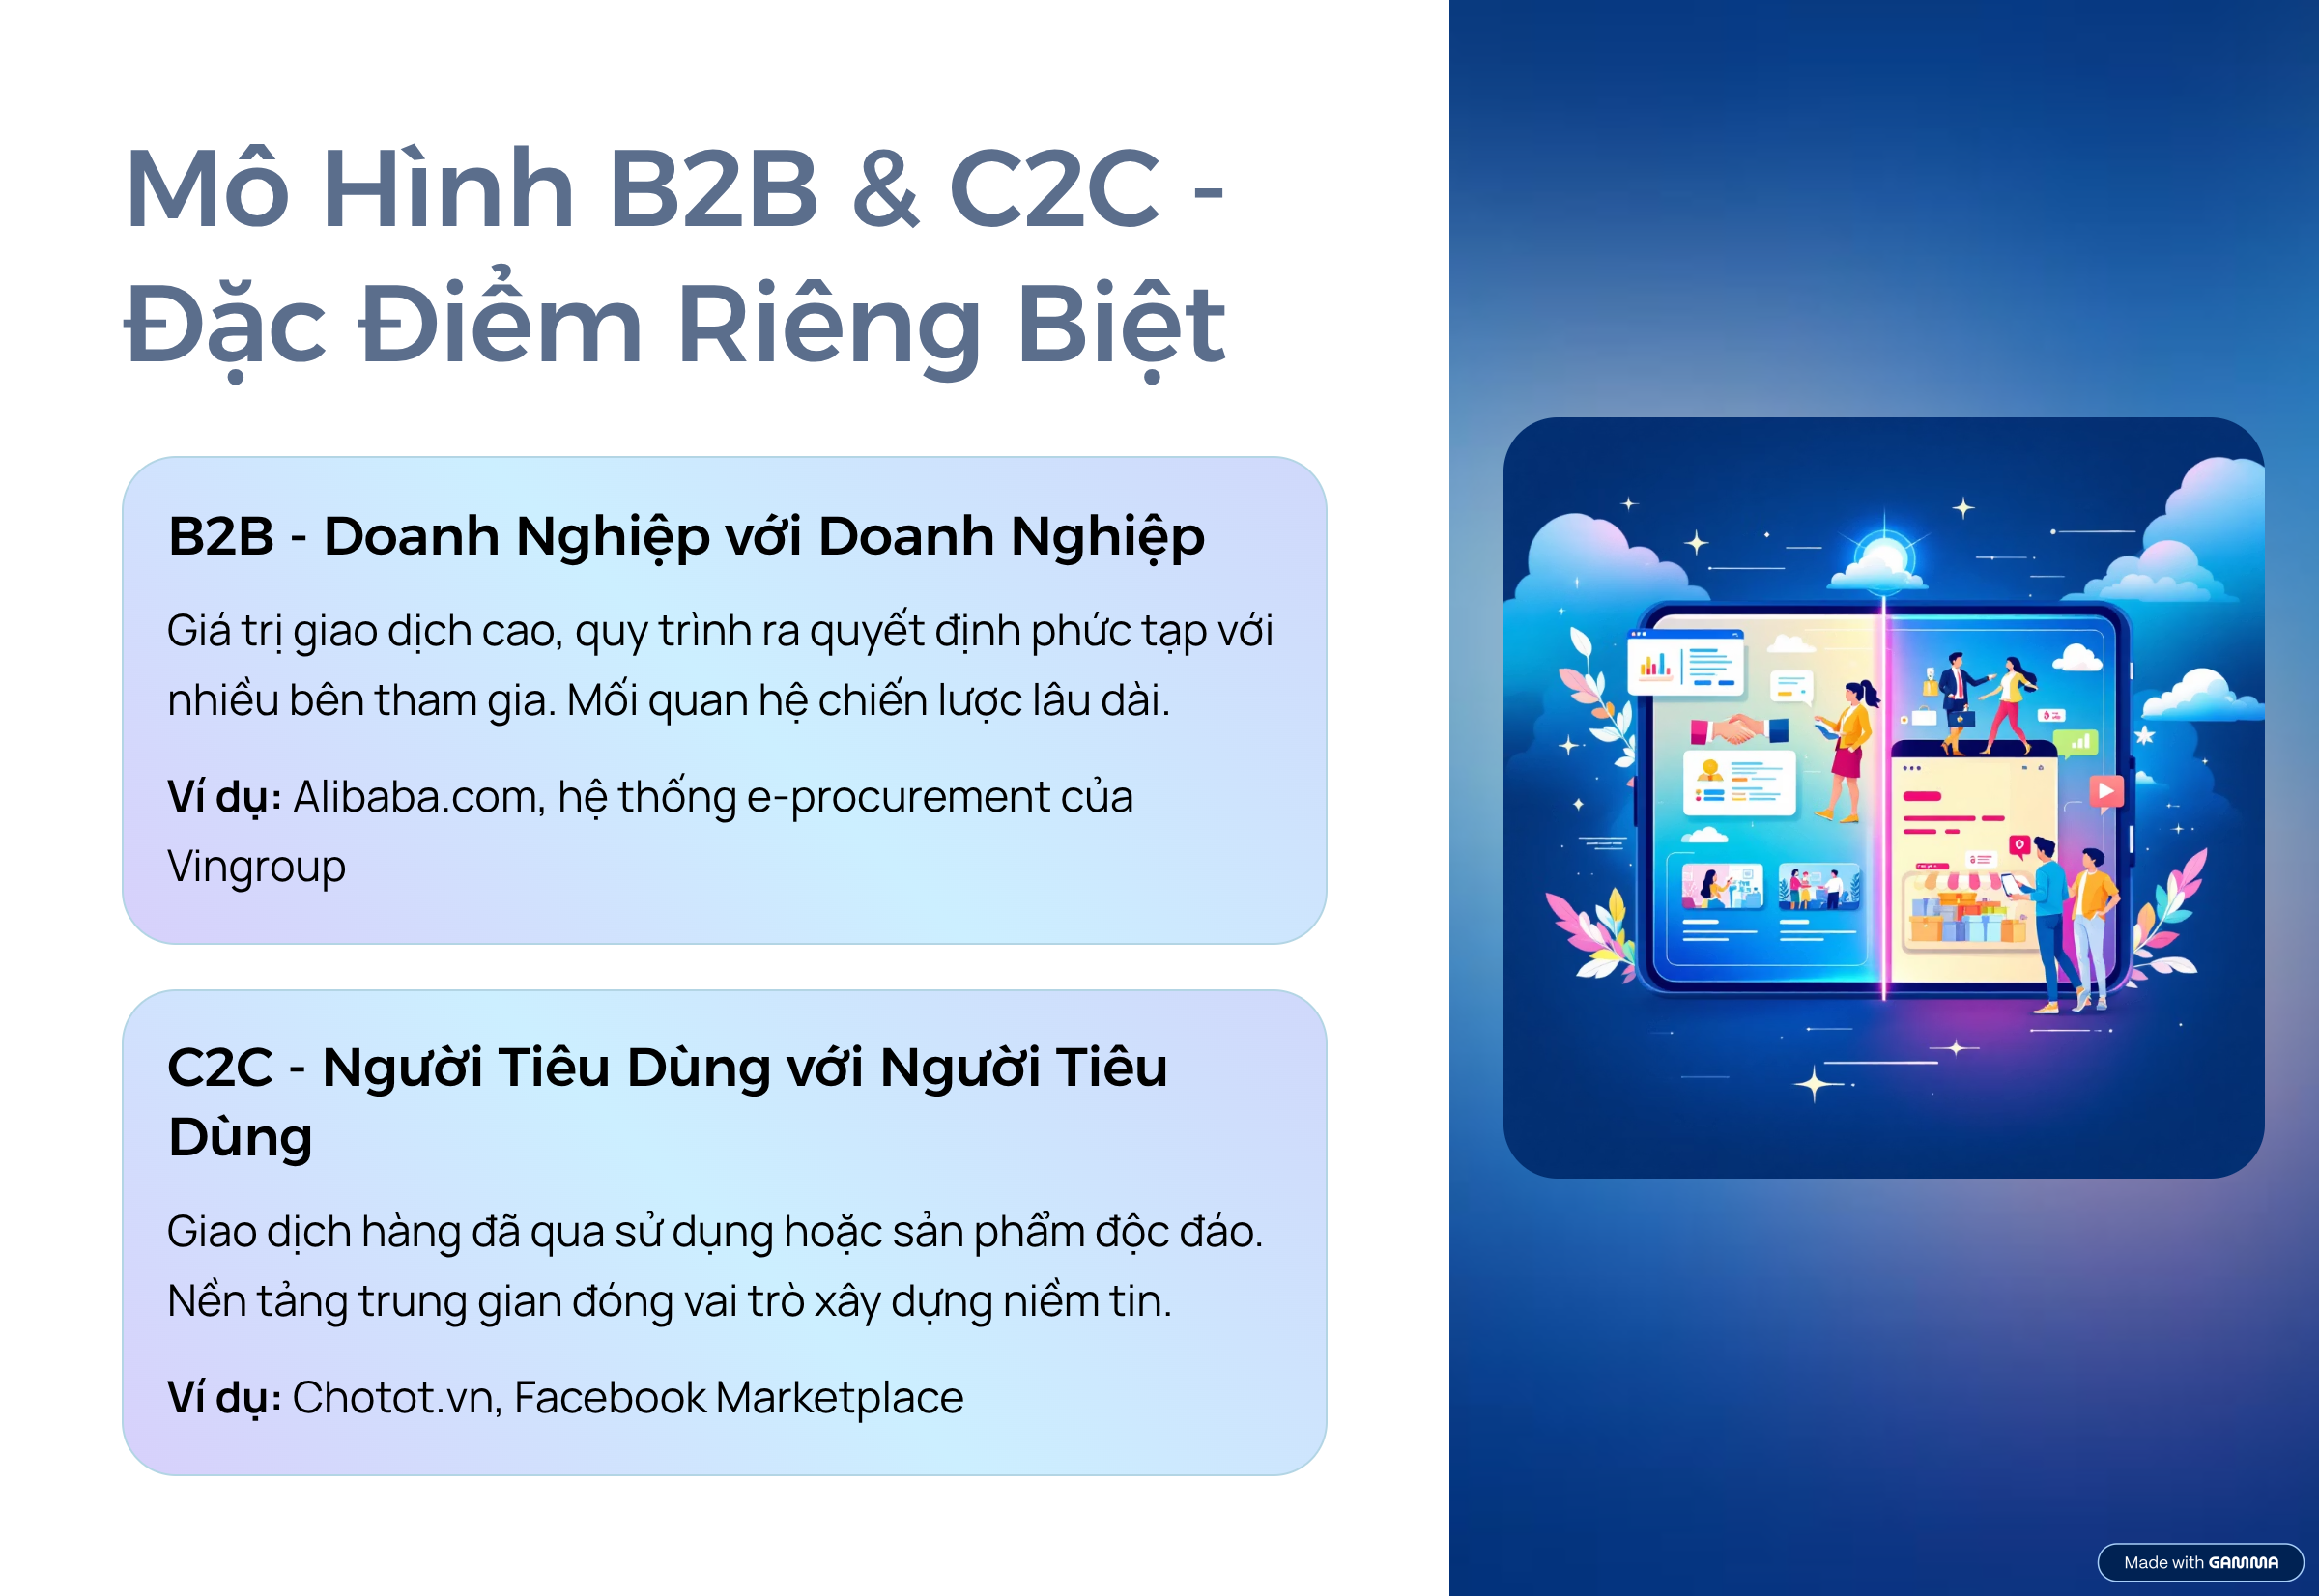 Mô Hình B2B & C2C -
Đặc Điểm Riêng Biệt
B2B - Doanh Nghiệp với Doanh Nghiệp
Giá trị giao dịch cao, quy trình ra quyết định phức tạp với
nhiều bên tham gia. Mối quan hệ chiến lược lâu dài.
Ví dụ: Alibaba.com, hệ thống e-procurement của
Vingroup
C2C - Người Tiêu Dùng với Người Tiêu
Dùng
Giao dịch hàng đã qua sử dụng hoặc sản phẩm độc đáo.
Nền tảng trung gian đóng vai trò xây dựng niềm tin.
Ví dụ: Chotot.vn, Facebook Marketplace
Made with GAMMA